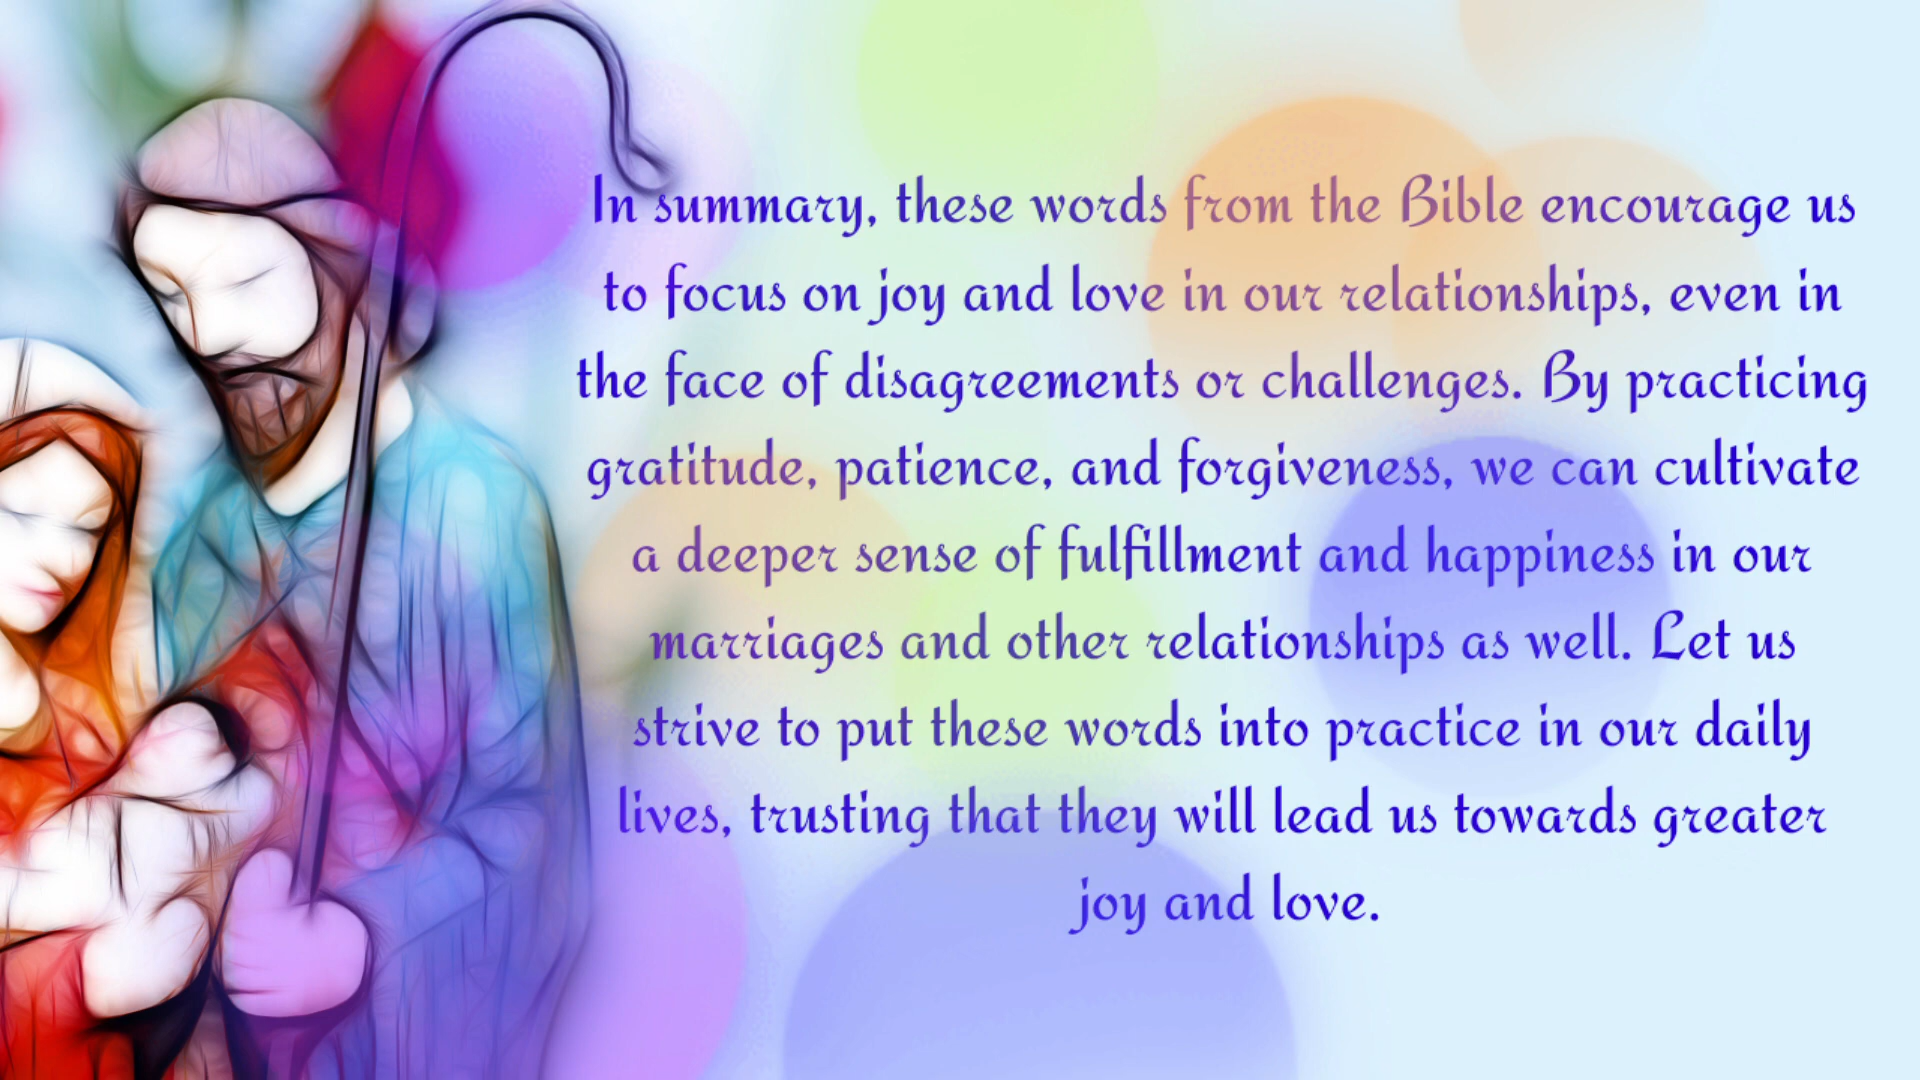 In summary, these words from the Bible encourage us
to focus on joy and love in our relationships, even in
the face of disagreements or challenges. By practicing
gratitude, patience, and forgiveness, we can cultivate
a deeper sense of fulfillment and happiness in our
marriages and other relationships as well. Let us
strive to put these words into practice in our daily
lives, trusting that they will lead us towards greater
joy and love.